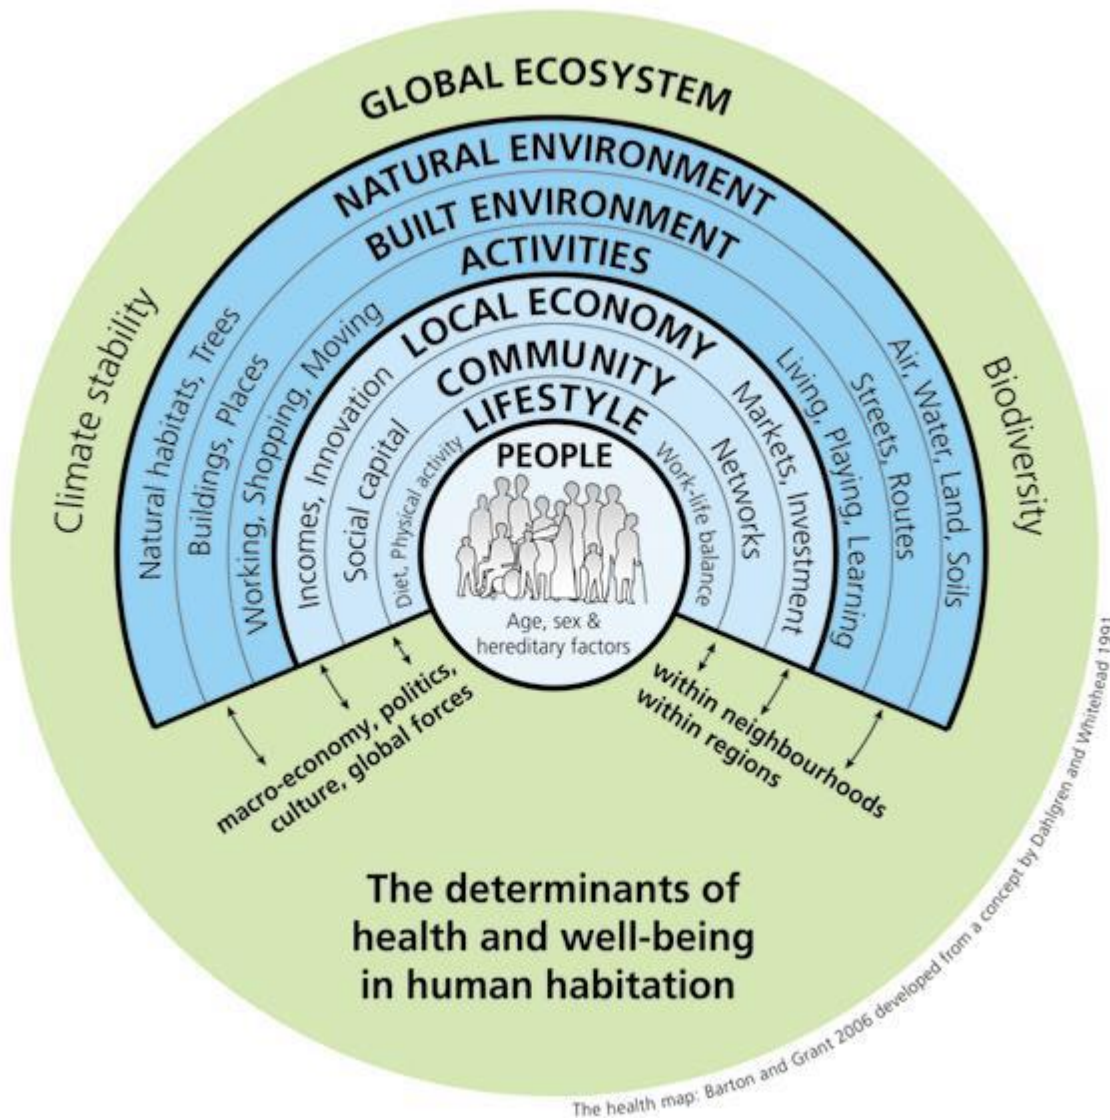 GLOBAL ECOSYSTEM
NATURAL ENVIRONMENT
BUILT ENVIRONMENT
ACTIVITIES
LOCAL ECONOMY
COMMUNITY
LIFESTYLE
PEOPLE
Age, sex &
hereditary factors
Climate stability
Natural habitats, Trees
Buildings, Places
Working, Shopping, Moving
Incomes, Innovation
Social capital
Diet, Physical activity
Work-life balance
Networks
Markets, Investment
Living, Playing, Learning
Streets, Routes
Air, Water, Land, Soils
Biodiversity
macro-economy, politics,
culture, global forces
within neighbourhoods
within regions
The determinants of
health and well-being
in human habitation
The health map: Barton and Grant 2006 developed from a concept by Dahlgren and Whitehead 1991